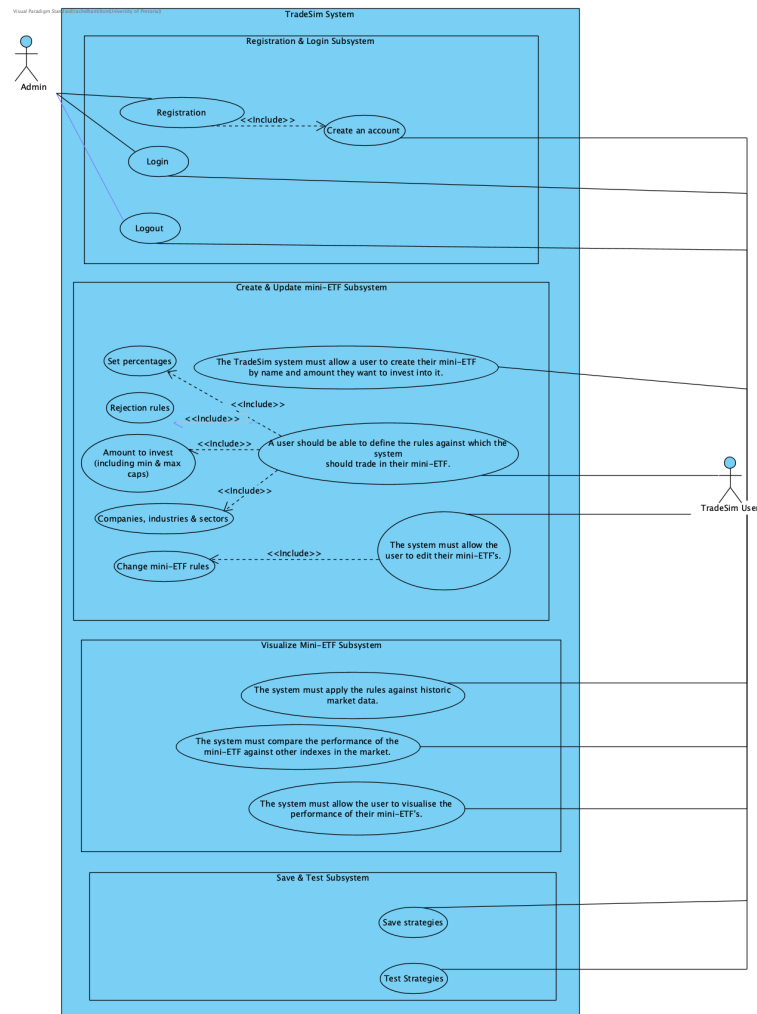 Visual Paradigm
University of Pretoria)
TradeSim System
Registration & Login Subsystem
Admin
Registration
<<Include>>
Create an account
Login
Logout
Create & Update mini-ETF Subsystem
Set percentages
The TradeSim system must allow a user to create their mini-ETF
by name and amount they want to invest into it.
<<Include>>
Rejection rules
<<Include>>
A user should be able to define the rules against which the
system
should trade in their mini-ETF.
<<Include>>
Amount to invest
(including min & max
caps)
<<Include>>
Companies, industries & sectors
TradeSim User
The system must allow the
user to edit their mini-ETF's.
<<Include>>
Change mini-ETF rules
Visualize Mini-ETF Subsystem
The system must apply the rules against historic
market data.
The system must compare the performance of the
mini-ETF against other indexes in the market.
The system must allow the user to visualise the
performance of their mini-ETF's.
Save & Test Subsystem
Save strategies
Test Strategies